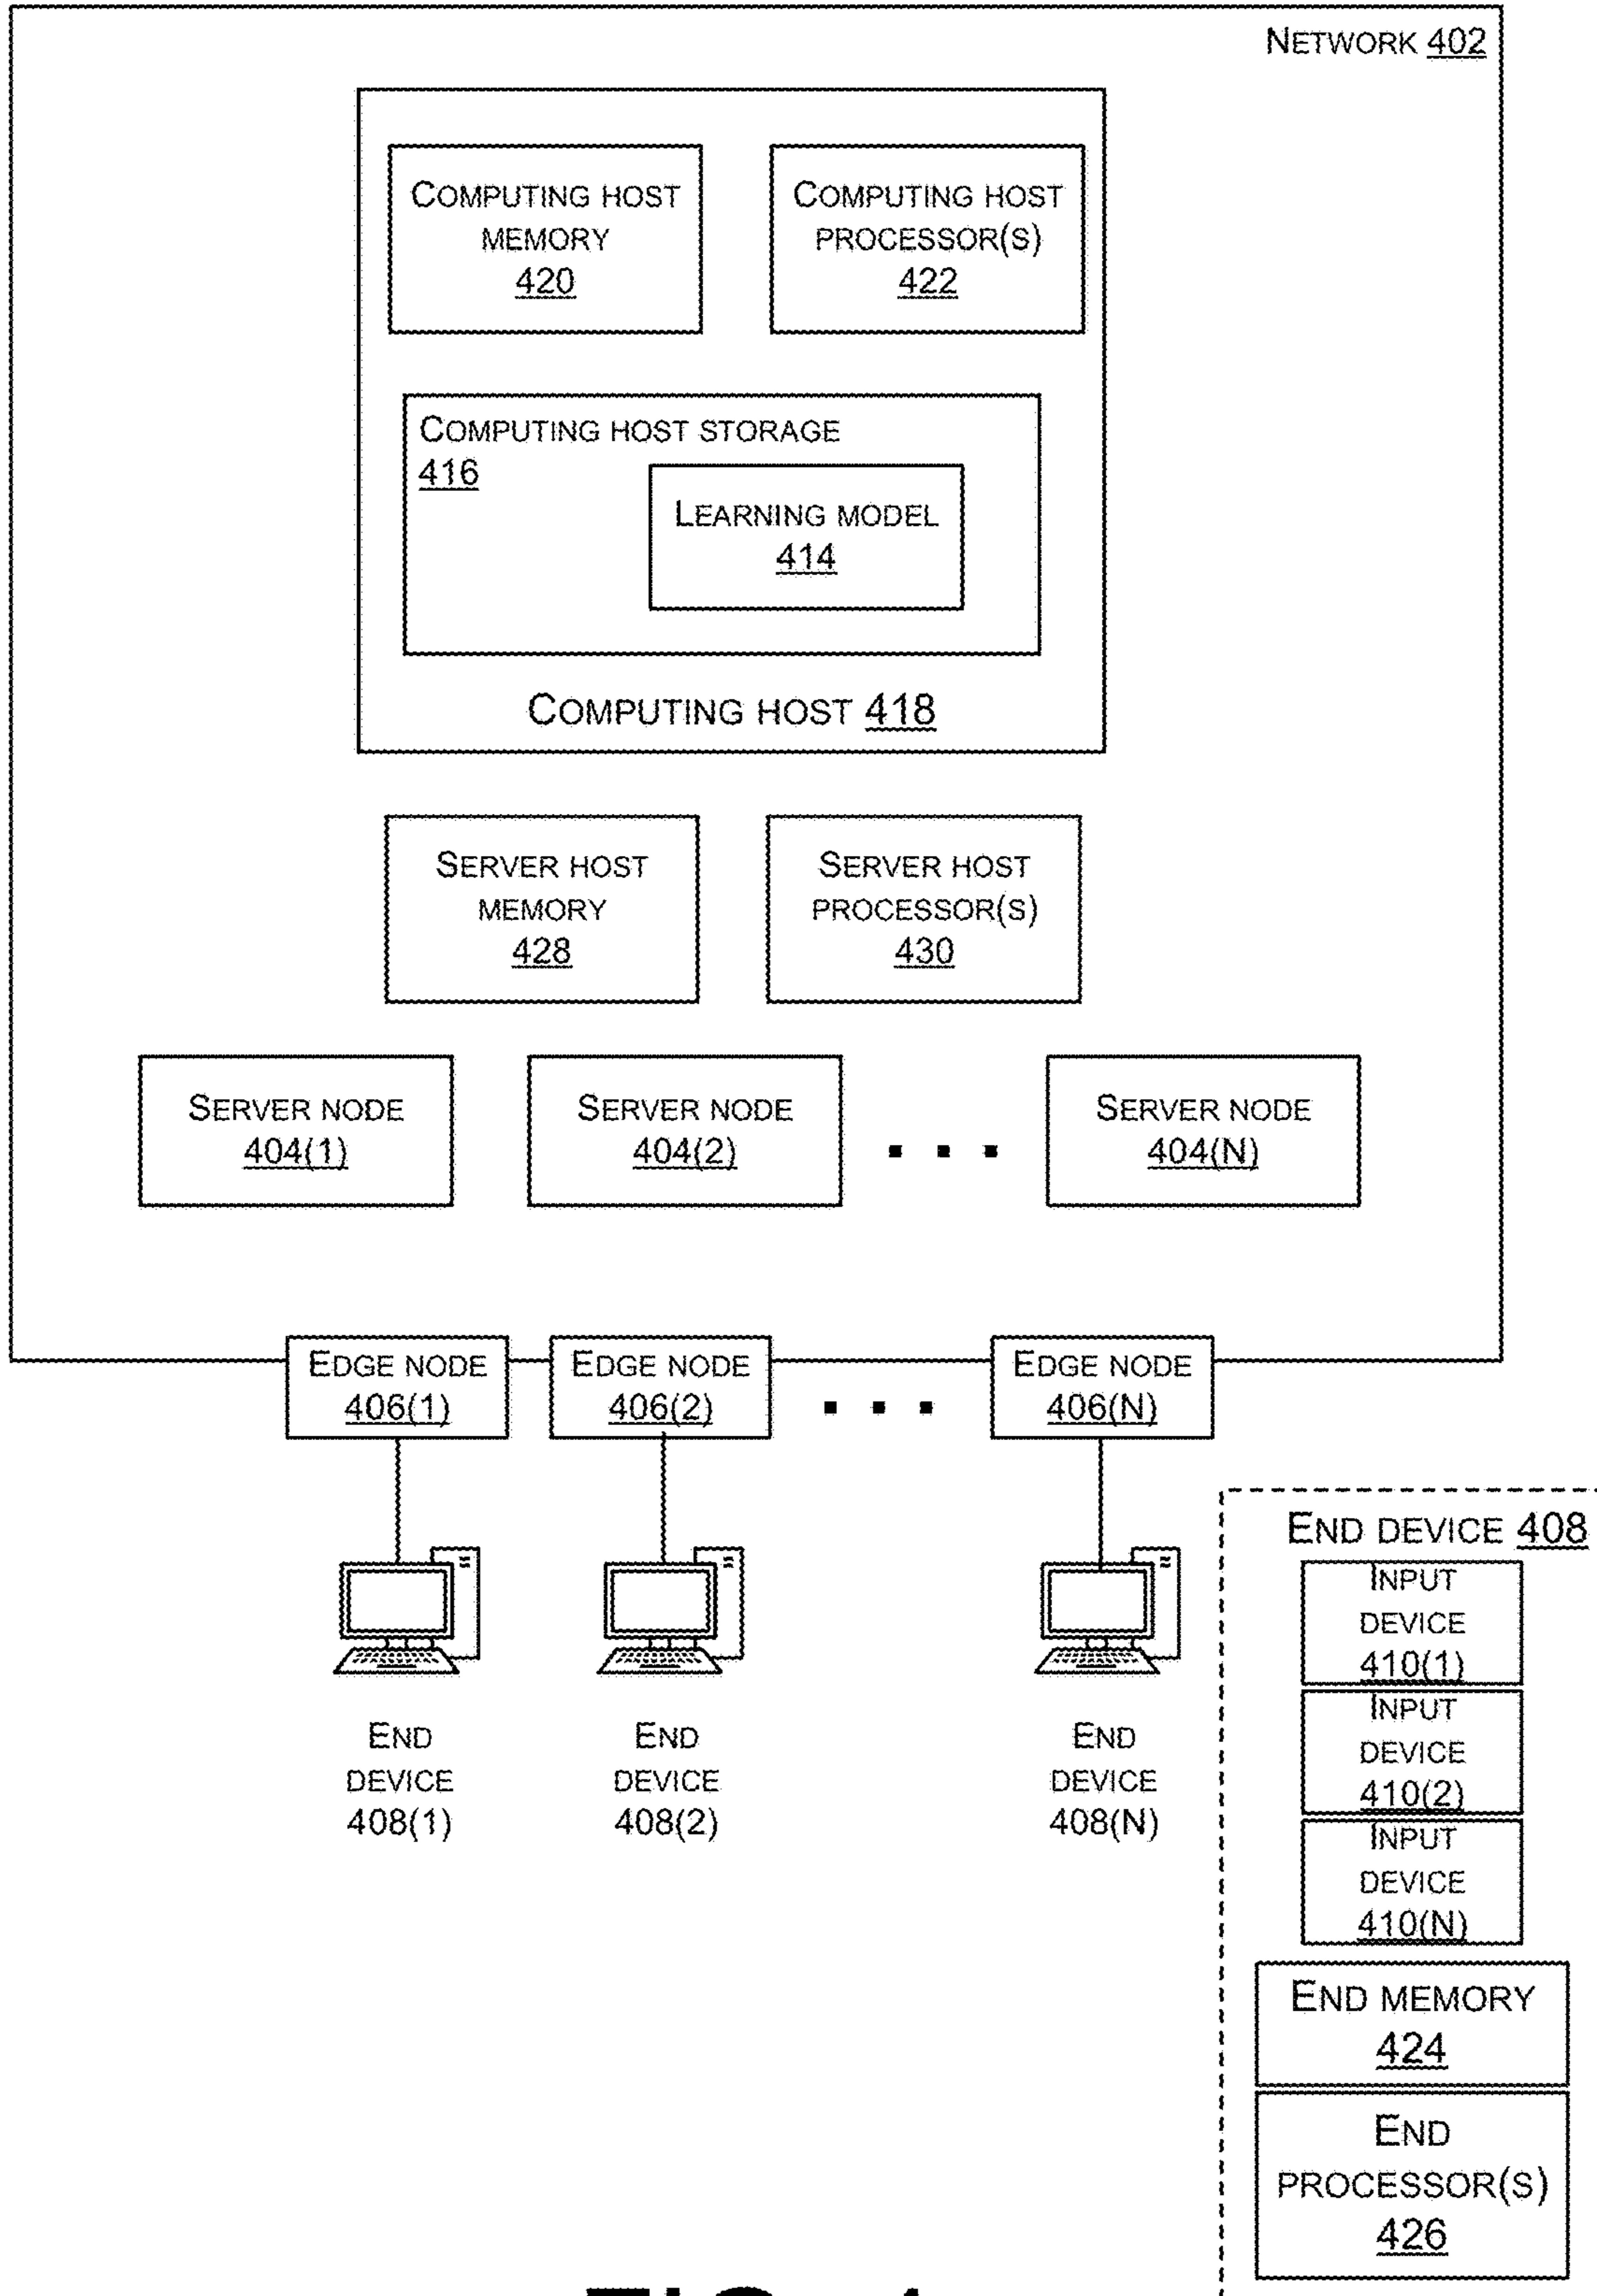 NETWORK 402
COMPUTING HOST
MEMORY
420
COMPUTING HOST
PROCESSOR(S)
422
COMPUTING HOST STORAGE
416
LEARNING MODEL
414
COMPUTING HOST 418
SERVER HOST
MEMORY
428
SERVER HOST
PROCESSOR(S)
430
SERVER NODE
404(1)
SERVER NODE
404(2)
SERVER NODE
404(N)
EDGE NODE
406(1)
EDGE NODE
406(2)
EDGE NODE
406(N)
END
DEVICE
408(1)
END
DEVICE
408(2)
END
DEVICE
408(N)
END DEVICE 408
INPUT
DEVICE
410(1)
INPUT
DEVICE
410(2)
INPUT
DEVICE
410(N)
END MEMORY
424
END
PROCESSOR(S)
426